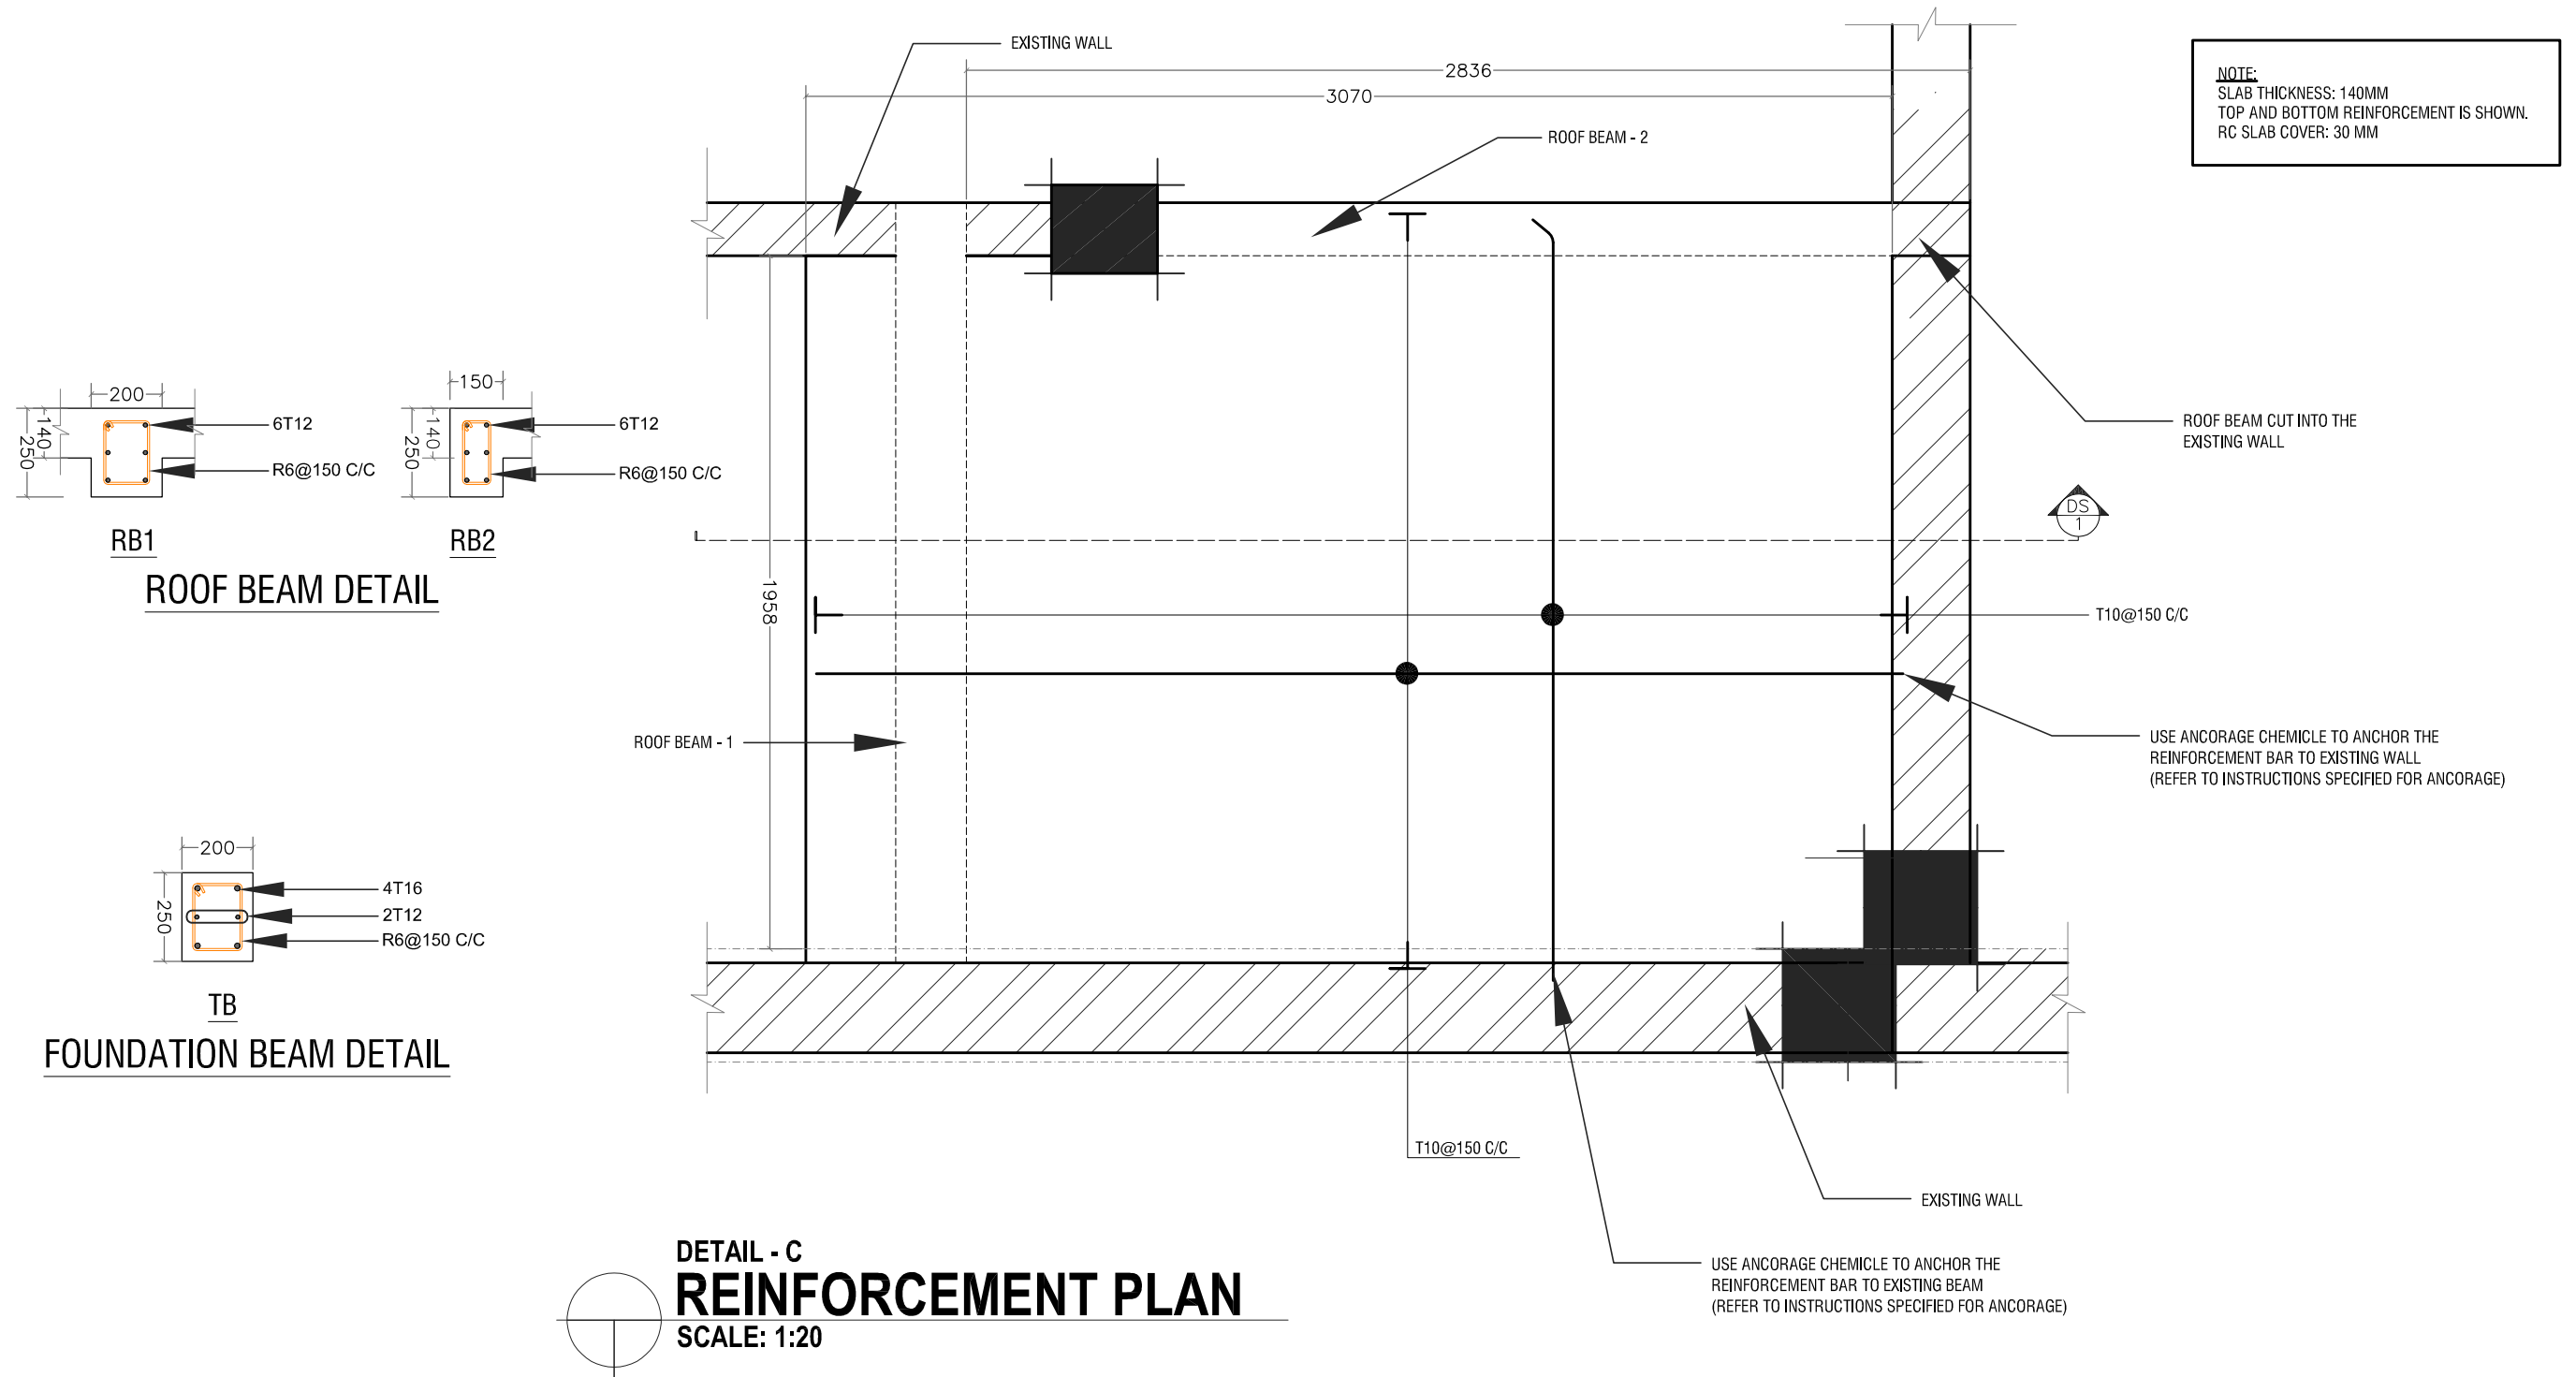 EXISTING WALL
2836
3070
ROOF BEAM - 2
NOTE:
SLAB THICKNESS: 140MM
TOP AND BOTTOM REINFORCEMENT IS SHOWN.
RC SLAB COVER: 30 MM
200
140
250
6T12
R6@150 C/C
RB1
150
140
250
6T12
R6@150 C/C
RB2
ROOF BEAM DETAIL
ROOF BEAM CUT INTO THE
EXISTING WALL
DS
1
1958
T10@150 C/C
ROOF BEAM - 1
USE ANCORAGE CHEMICLE TO ANCHOR THE
REINFORCEMENT BAR TO EXISTING WALL
(REFER TO INSTRUCTIONS SPECIFIED FOR ANCORAGE)
200
250
4T16
2T12
R6@150 C/C
TB
FOUNDATION BEAM DETAIL
T10@150 C/C
EXISTING WALL
USE ANCORAGE CHEMICLE TO ANCHOR THE
REINFORCEMENT BAR TO EXISTING BEAM
(REFER TO INSTRUCTIONS SPECIFIED FOR ANCORAGE)
DETAIL - C
REINFORCEMENT PLAN
SCALE: 1:20